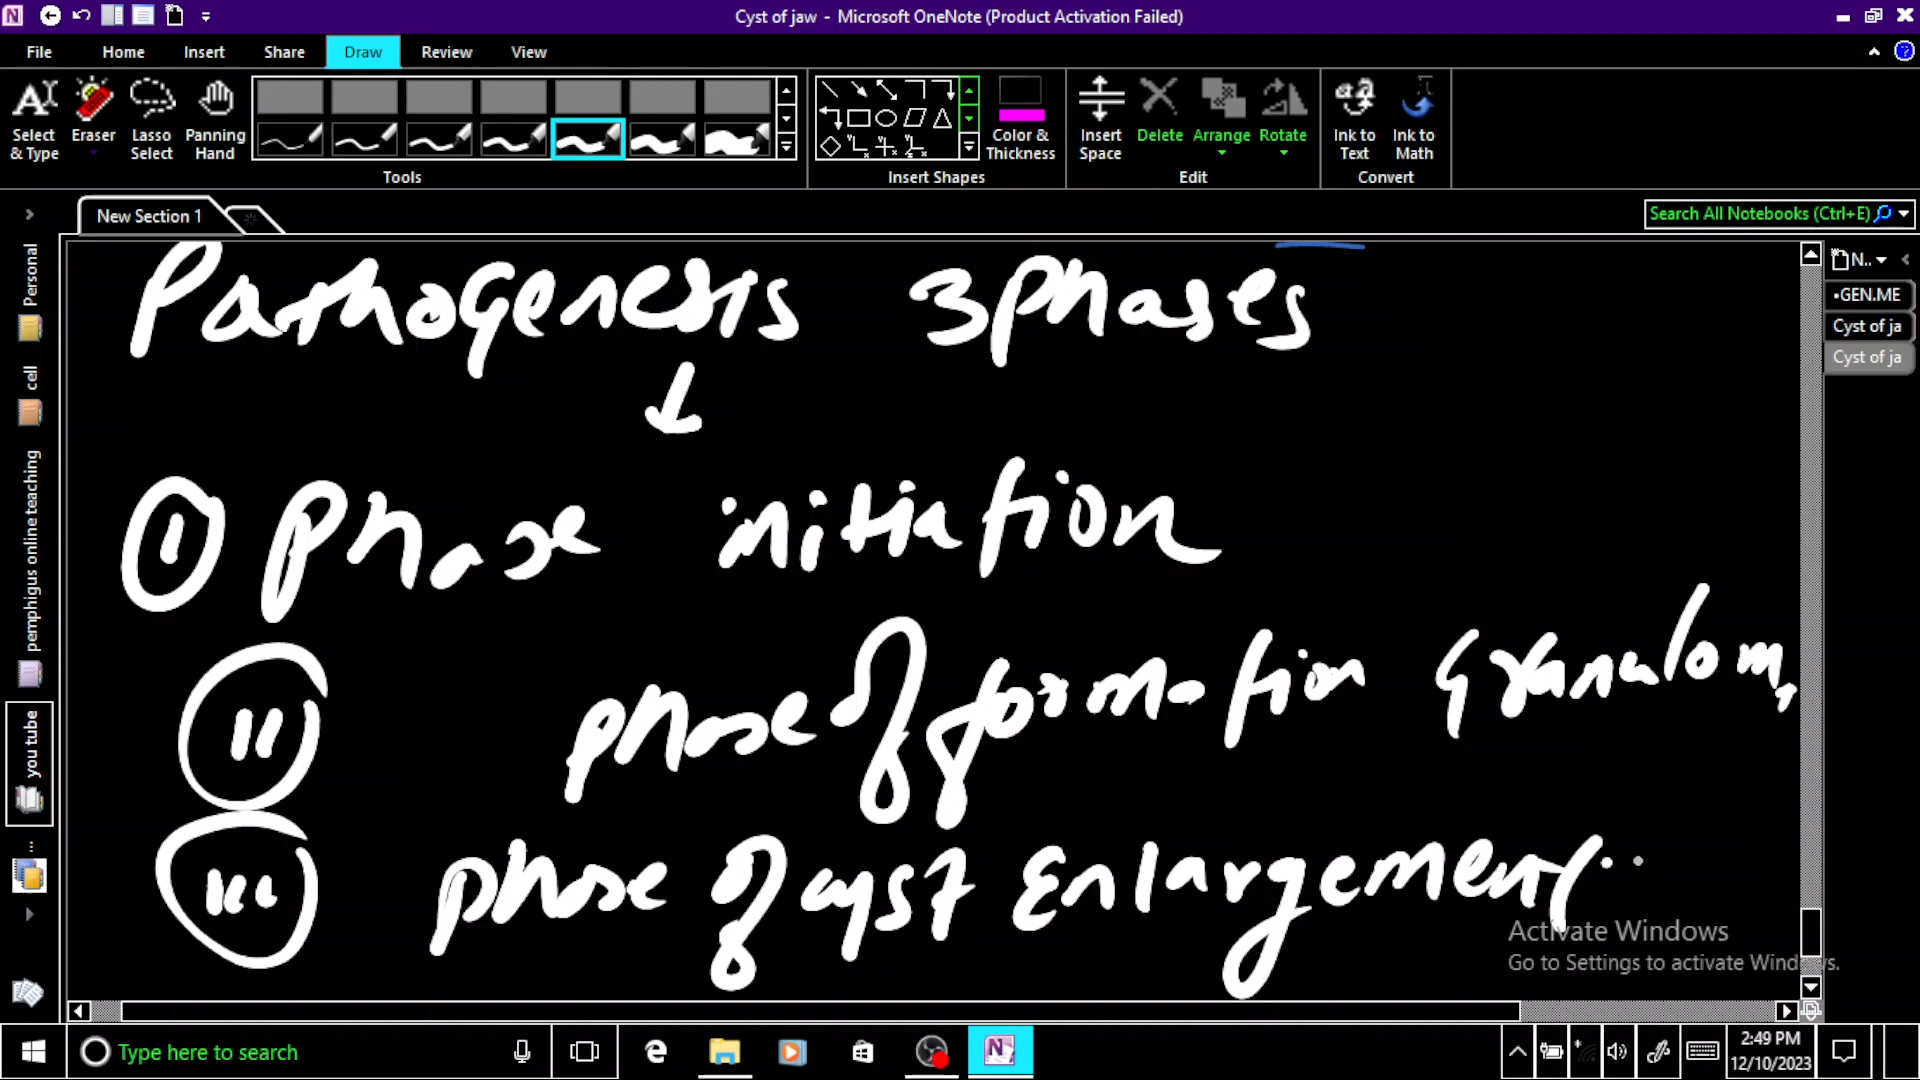 Cyst of jaw - Microsoft OneNote (Product Activation Failed)
File Home Insert Share Draw Review View
Select & Type
Eraser
Lasso Select
Panning Hand
Color & Thickness
Insert Space
Delete
Arrange
Rotate
Ink to Text
Ink to Math
Tools
Insert Shapes
Edit
Convert
New Section 1
Search All Notebooks (Ctrl+E)
N..
•GEN.ME
Cyst of ja
Cyst of ja
Personal
cell
pemphigus online teaching
you tube
Pathogenesis 3phases
↓
① phase initiation
II phase of formation Granuloma
III phase of cyst Enlargement..
Activate Windows
Go to Settings to activate Windows.
Type here to search
2:49 PM
12/10/2023